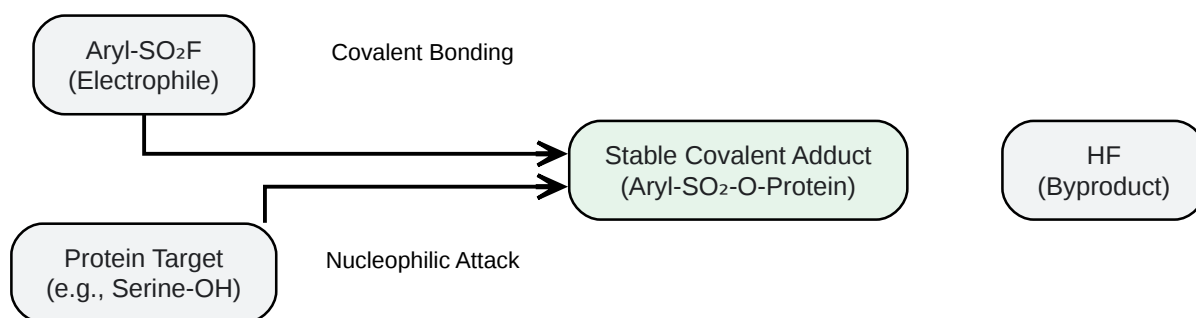 Aryl-SO₂F
(Electrophile)
Covalent Bonding
Stable Covalent Adduct
(Aryl-SO₂-O-Protein)
HF
(Byproduct)
Protein Target
(e.g., Serine-OH)
Nucleophilic Attack